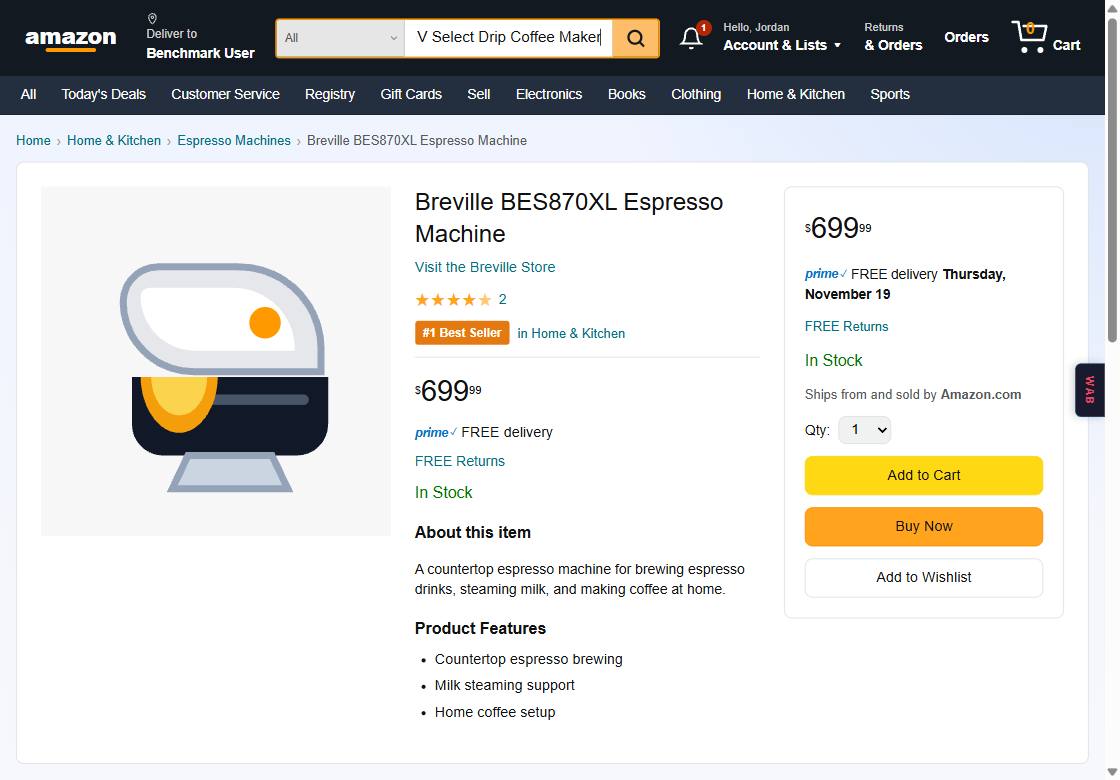 amazon
Deliver to
Benchmark User
All
V Select Drip Coffee Maker
1
Hello, Jordan
Account & Lists
Returns
& Orders
Orders
0
Cart
All
Today's Deals
Customer Service
Registry
Gift Cards
Sell
Electronics
Books
Clothing
Home & Kitchen
Sports
Home › Home & Kitchen › Espresso Machines › Breville BES870XL Espresso Machine
Breville BES870XL Espresso
Machine
Visit the Breville Store
★★★★★ 2
#1 Best Seller in Home & Kitchen
$69999
prime✓ FREE delivery
FREE Returns
In Stock
About this item
A countertop espresso machine for brewing espresso
drinks, steaming milk, and making coffee at home.
Product Features
• Countertop espresso brewing
• Milk steaming support
• Home coffee setup
$69999
prime✓ FREE delivery Thursday,
November 19
FREE Returns
In Stock
Ships from and sold by Amazon.com
Qty: 1
Add to Cart
Buy Now
Add to Wishlist
WAB